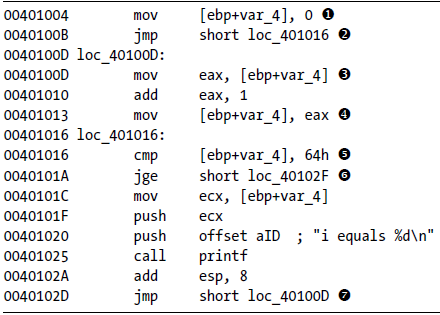 00401004 mov [ebp+var_4], 0 ❶
0040100B jmp short loc_401016 ❷
0040100D loc_40100D:
0040100D mov eax, [ebp+var_4] ❸
00401010 add eax, 1
00401013 mov [ebp+var_4], eax ❹
00401016 loc_401016:
00401016 cmp [ebp+var_4], 64h ❺
0040101A jge short loc_40102F ❻
0040101C mov ecx, [ebp+var_4]
0040101F push ecx
00401020 push offset aID ; "i equals %d\n"
00401025 call printf
0040102A add esp, 8
0040102D jmp short loc_40100D ❼